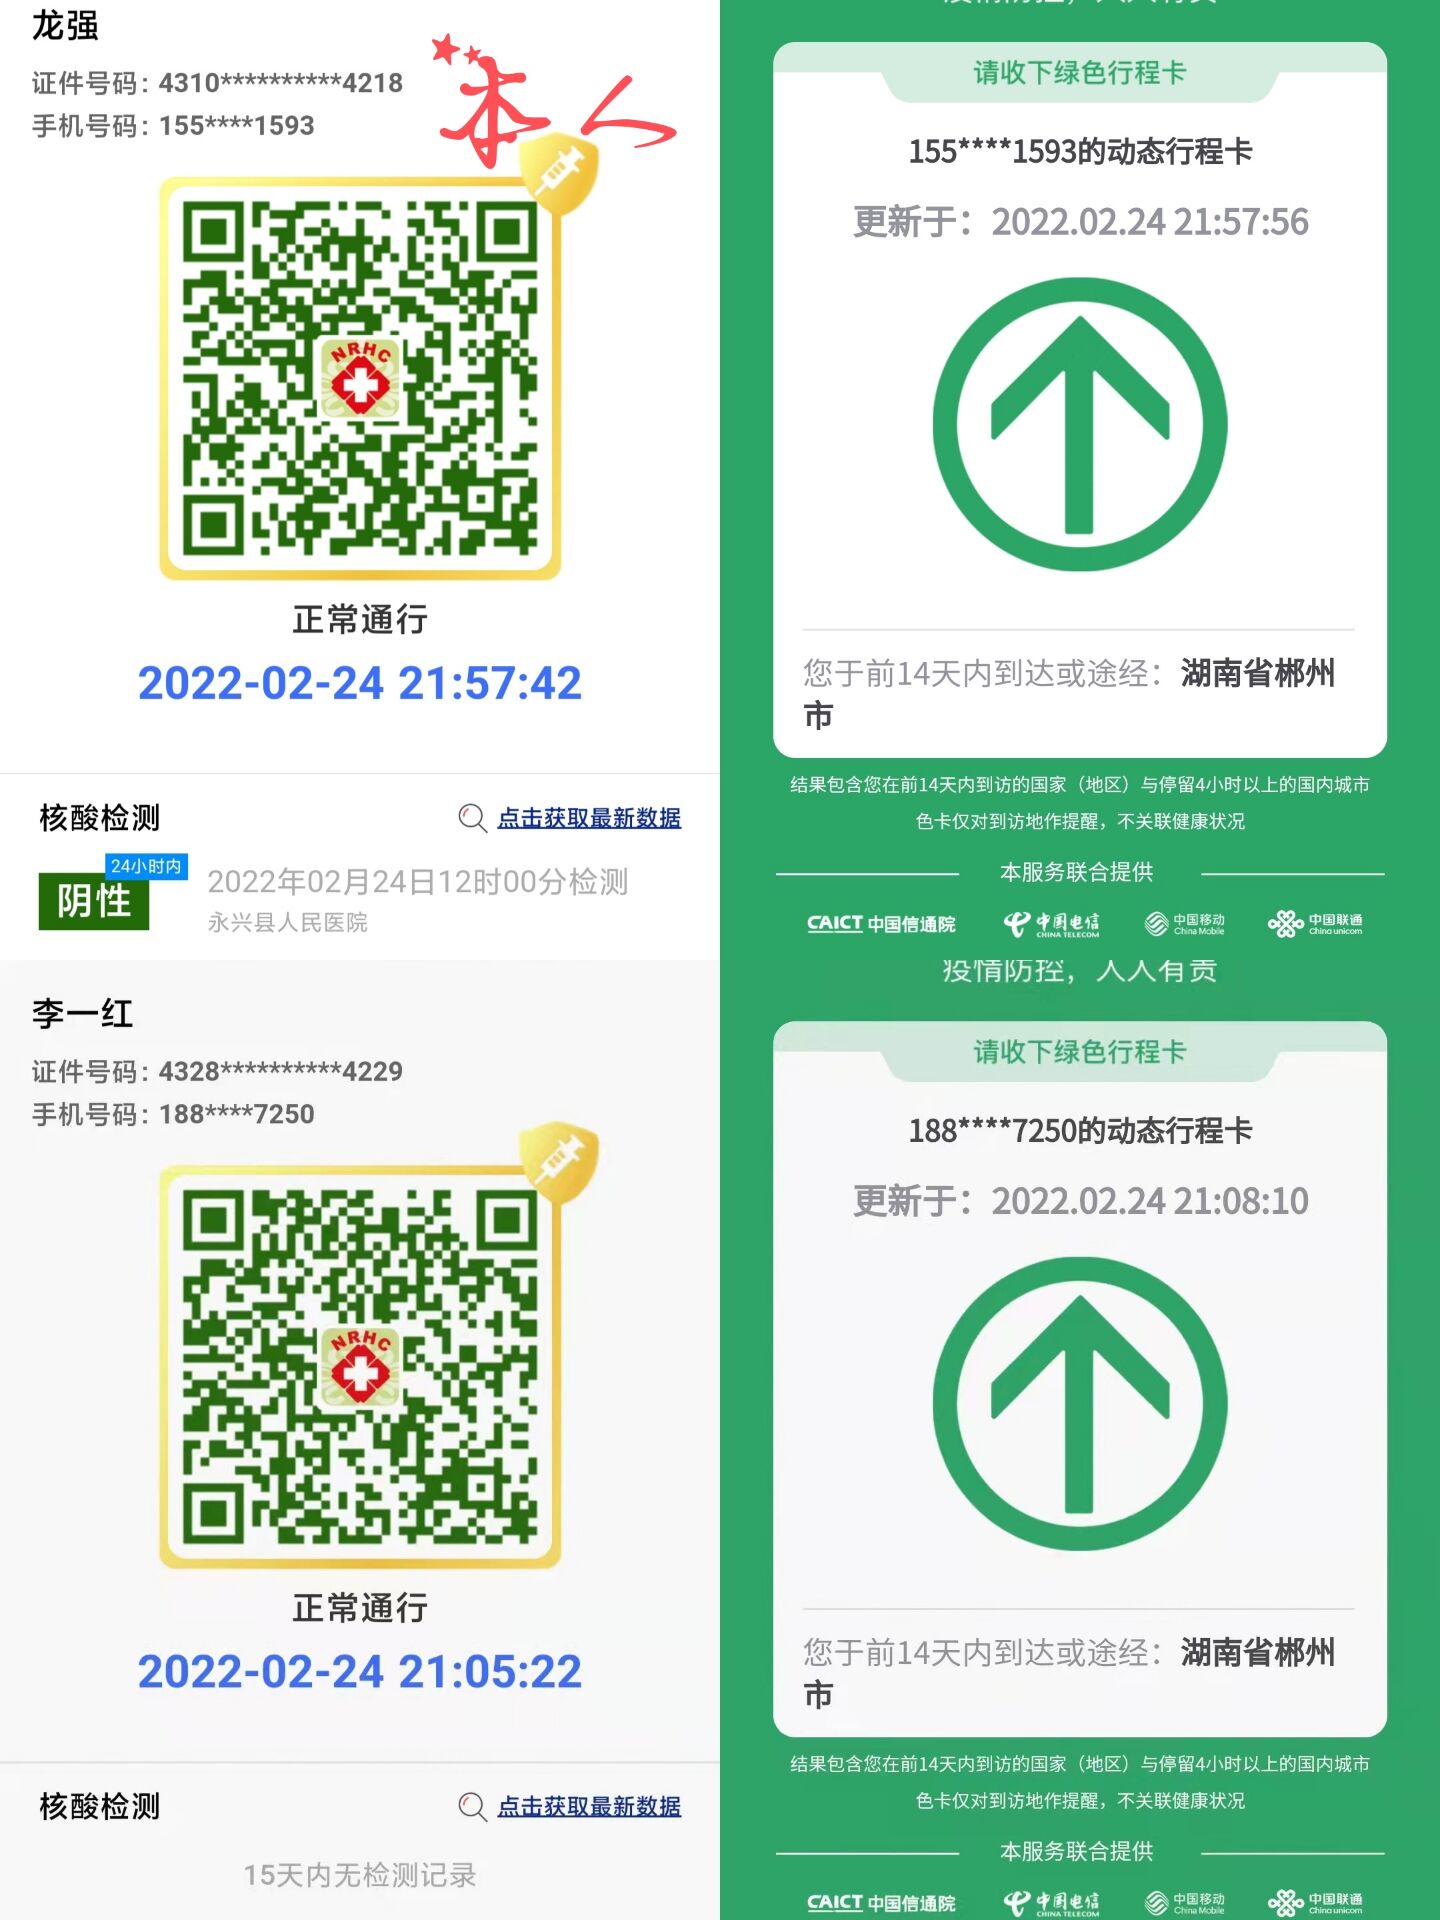 龙强
证件号码：4310**********4218
手机号码：155****1593
本人
NRHC
正常通行
2022-02-24 21:57:42
核酸检测
点击获取最新数据
24小时内
阴性
2022年02月24日12时00分检测
永兴县人民医院
请收下绿色行程卡
155****1593的动态行程卡
更新于：2022.02.24 21:57:56
您于前14天内到达或途经：湖南省郴州
市
结果包含您在前14天内到访的国家（地区）与停留4小时以上的国内城市
色卡仅对到访地作提醒，不关联健康状况
本服务联合提供
CAICT 中国信通院
中国电信
CHINA TELECOM
中国移动
China Mobile
中国联通
China unicom
李一红
证件号码：4328**********4229
手机号码：188****7250
NRHC
正常通行
2022-02-24 21:05:22
核酸检测
点击获取最新数据
15天内无检测记录
疫情防控，人人有责
请收下绿色行程卡
188****7250的动态行程卡
更新于：2022.02.24 21:08:10
您于前14天内到达或途经：湖南省郴州
市
结果包含您在前14天内到访的国家（地区）与停留4小时以上的国内城市
色卡仅对到访地作提醒，不关联健康状况
本服务联合提供
CAICT 中国信通院
中国电信
CHINA TELECOM
中国移动
China Mobile
中国联通
China unicom